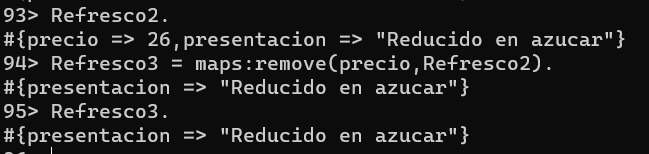 93> Refresco2.
#{precio => 26,presentacion => "Reducido en azucar"}
94> Refresco3 = maps:remove(precio,Refresco2).
#{presentacion => "Reducido en azucar"}
95> Refresco3.
#{presentacion => "Reducido en azucar"}